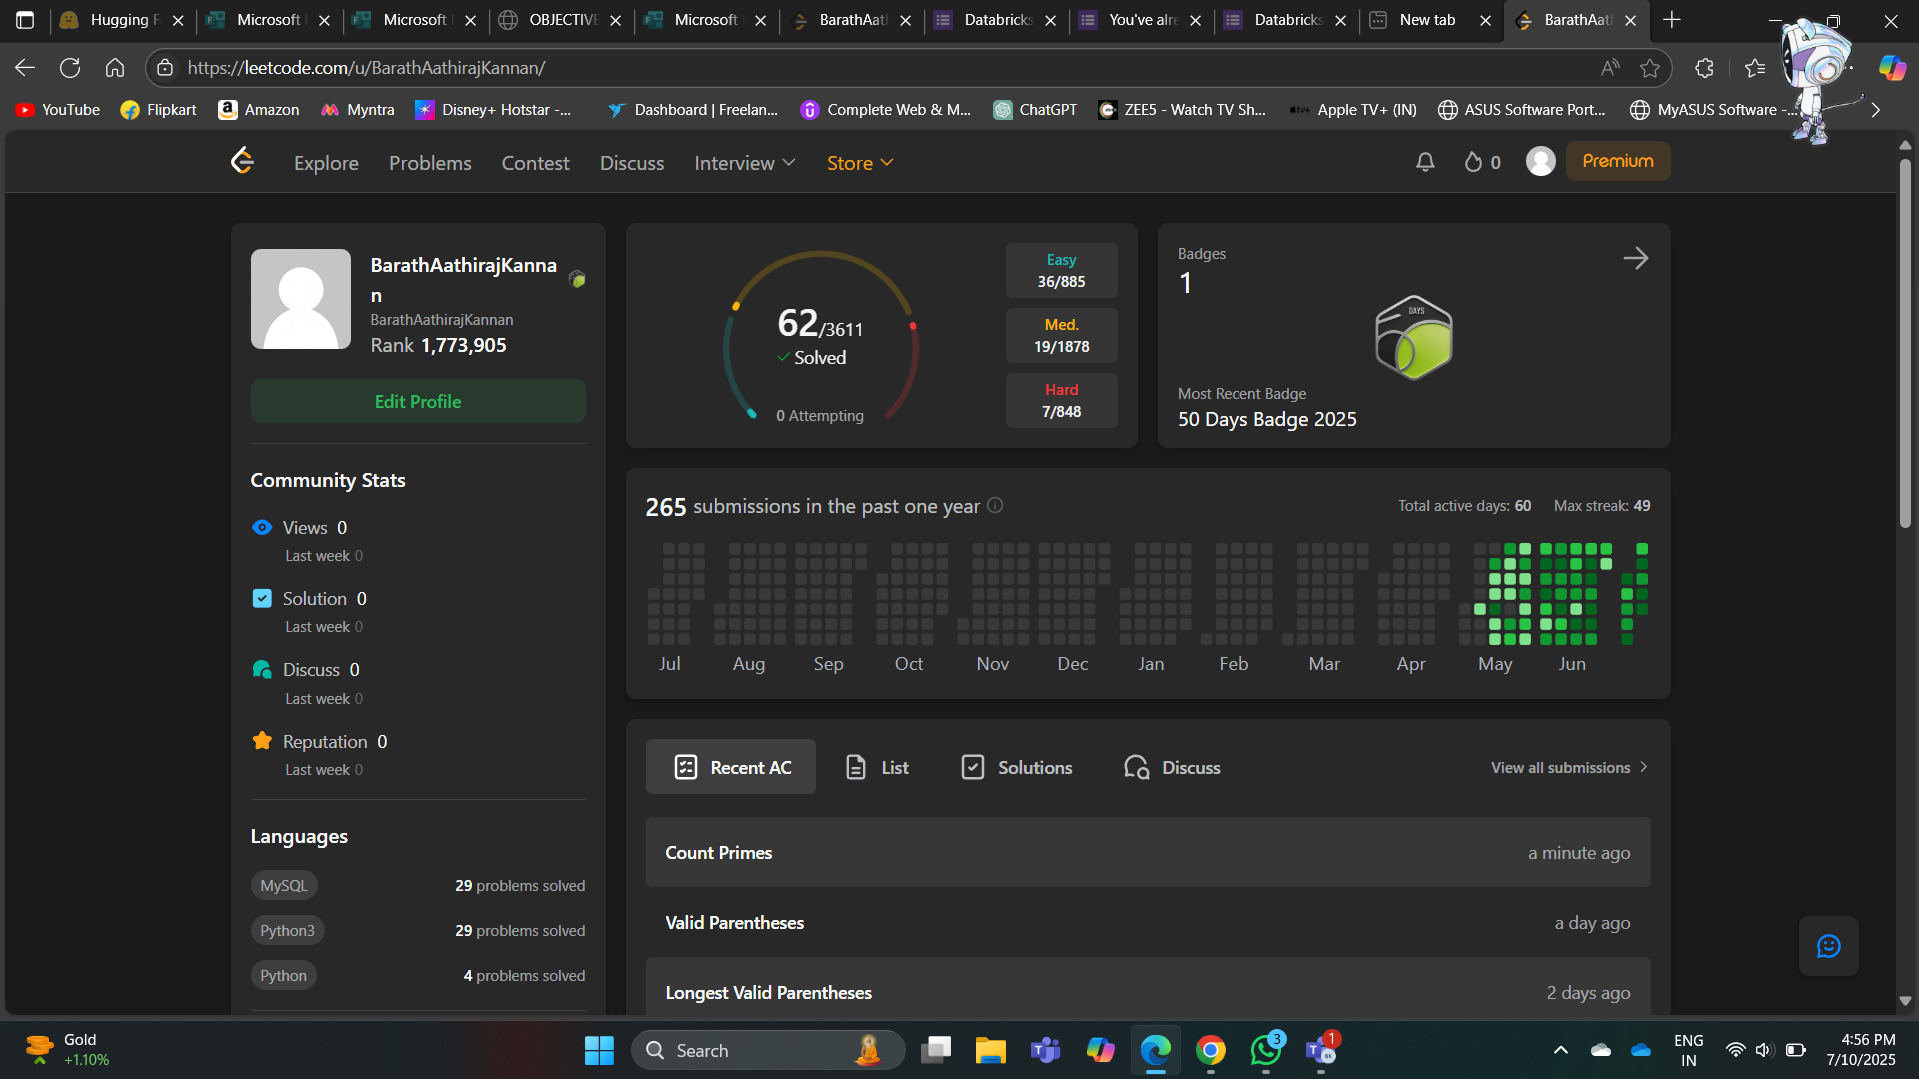 Hugging F
Microsoft
Microsoft
OBJECTIVE
Microsoft
BarathAat
Databricks
You've alre
Databricks
New tab
BarathAat
https://leetcode.com/u/BarathAathirajKannan/
YouTube
Flipkart
Amazon
Myntra
Disney+ Hotstar -...
Dashboard | Freelan...
Complete Web & M...
ChatGPT
ZEE5 - Watch TV Sh...
Apple TV+ (IN)
ASUS Software Port...
MyASUS Software -...
Explore
Problems
Contest
Discuss
Interview
Store
0
Premium
BarathAathirajKanna
n
BarathAathirajKannan
Rank 1,773,905
Edit Profile
Community Stats
Views 0
Last week 0
Solution 0
Last week 0
Discuss 0
Last week 0
Reputation 0
Last week 0
Languages
MySQL 29 problems solved
Python3 29 problems solved
Python 4 problems solved
62/3611
Solved
0 Attempting
Easy
36/885
Med.
19/1878
Hard
7/848
Badges
1
DAYS
Most Recent Badge
50 Days Badge 2025
265 submissions in the past one year
Total active days: 60 Max streak: 49
Jul Aug Sep Oct Nov Dec Jan Feb Mar Apr May Jun
Recent AC
List
Solutions
Discuss
View all submissions
Count Primes a minute ago
Valid Parentheses a day ago
Longest Valid Parentheses 2 days ago
Gold
+1.10%
Search
3
1
ENG
IN
4:56 PM
7/10/2025